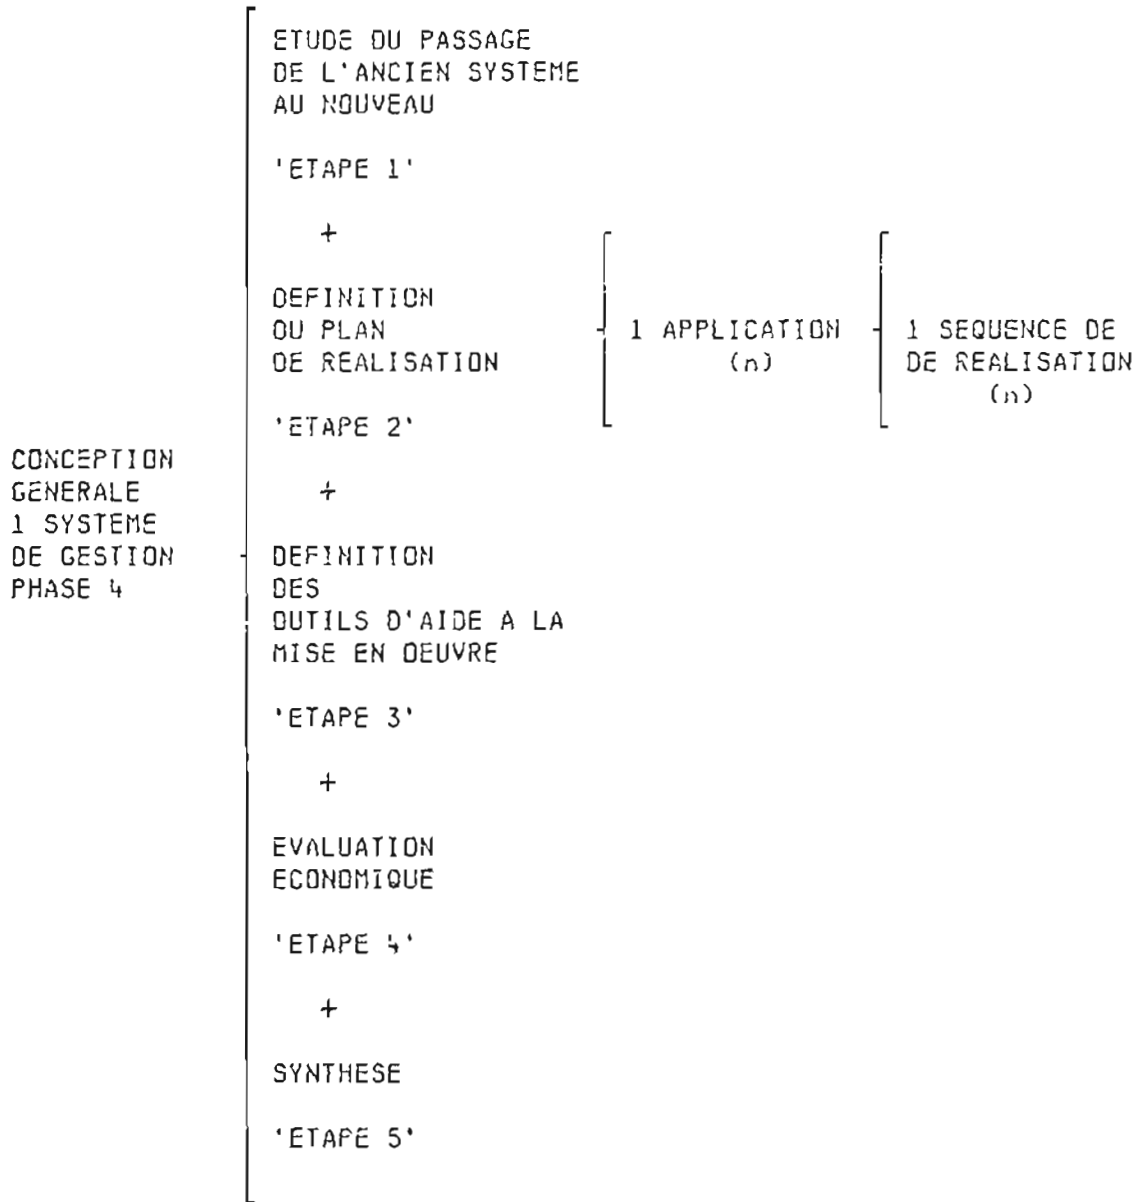 CONCEPTION
GENERALE
1 SYSTEME
DE GESTION
PHASE 4
ETUDE DU PASSAGE
DE L'ANCIEN SYSTEME
AU NOUVEAU
'ETAPE 1'
+
DEFINITION
DU PLAN
DE REALISATION
'ETAPE 2'
1 APPLICATION
(n)
1 SEQUENCE DE
DE REALISATION
(n)
+
DEFINITION
DES
OUTILS D'AIDE A LA
MISE EN OEUVRE
'ETAPE 3'
+
EVALUATION
ECONOMIQUE
'ETAPE 4'
+
SYNTHESE
'ETAPE 5'